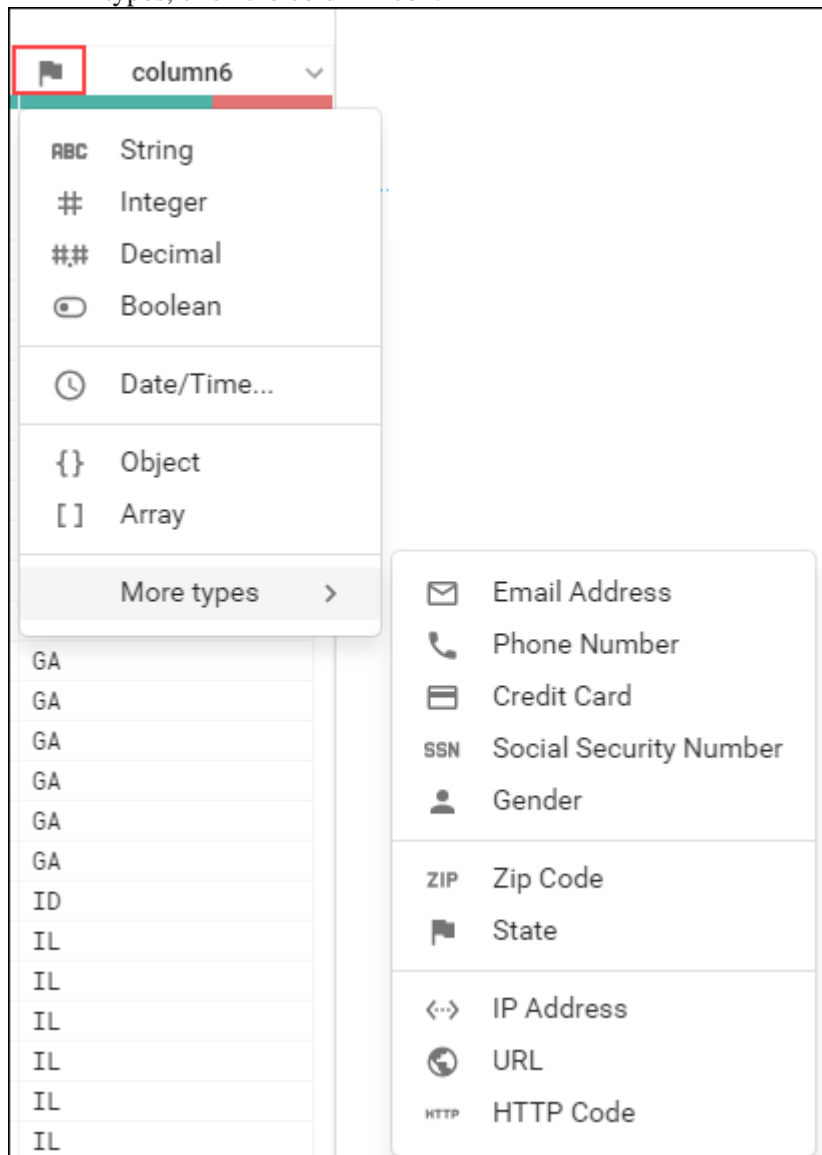 column6
ABC String
# Integer
##.## Decimal
Boolean
Date/Time...
{} Object
[] Array
More types >
Email Address
Phone Number
Credit Card
SSN Social Security Number
Gender
ZIP Zip Code
State
<··> IP Address
URL
HTTP HTTP Code
GA
GA
GA
GA
GA
GA
ID
IL
IL
IL
IL
IL
IL